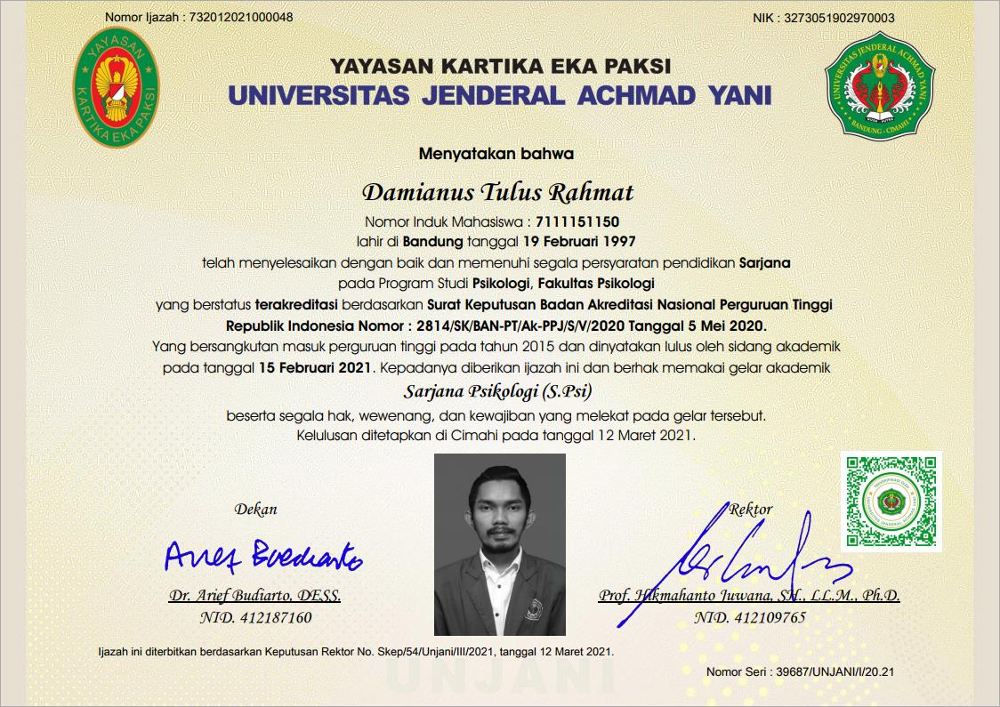 Nomor Ijazah : 732012021000048
NIK : 3273051902970003
YAYASAN KARTIKA EKA PAKSI
YAYASAN KARTIKA EKA PAKSI
UNIVERSITAS JENDERAL ACHMAD YANI
UNIVERSITAS JENDERAL ACHMAD YANI
BANDUNG - CIMAHI
Menyatakan bahwa
Damianus Tulus Rahmat
Nomor Induk Mahasiswa : 7111151150
lahir di Bandung tanggal 19 Februari 1997
telah menyelesaikan dengan baik dan memenuhi segala persyaratan pendidikan Sarjana
pada Program Studi Psikologi, Fakultas Psikologi
yang berstatus terakreditasi berdasarkan Surat Keputusan Badan Akreditasi Nasional Perguruan Tinggi
Republik Indonesia Nomor : 2814/SK/BAN-PT/Ak-PPJ/S/V/2020 Tanggal 5 Mei 2020.
Yang bersangkutan masuk perguruan tinggi pada tahun 2015 dan dinyatakan lulus oleh sidang akademik
pada tanggal 15 Februari 2021. Kepadanya diberikan ijazah ini dan berhak memakai gelar akademik
Sarjana Psikologi (S.Psi)
beserta segala hak, wewenang, dan kewajiban yang melekat pada gelar tersebut.
Kelulusan ditetapkan di Cimahi pada tanggal 12 Maret 2021.
Dekan
Rektor
Arief Boedianto
Dr. Arief Budiarto, DESS.
NID. 412187160
Prof. Hikmahanto Juwana, SH., LL.M., Ph.D.
NID. 412109765
Ijazah ini diterbitkan berdasarkan Keputusan Rektor No. Skep/54/Unjani/III/2021, tanggal 12 Maret 2021.
UNJANI
Nomor Seri : 39687/UNJANI/I/20.21